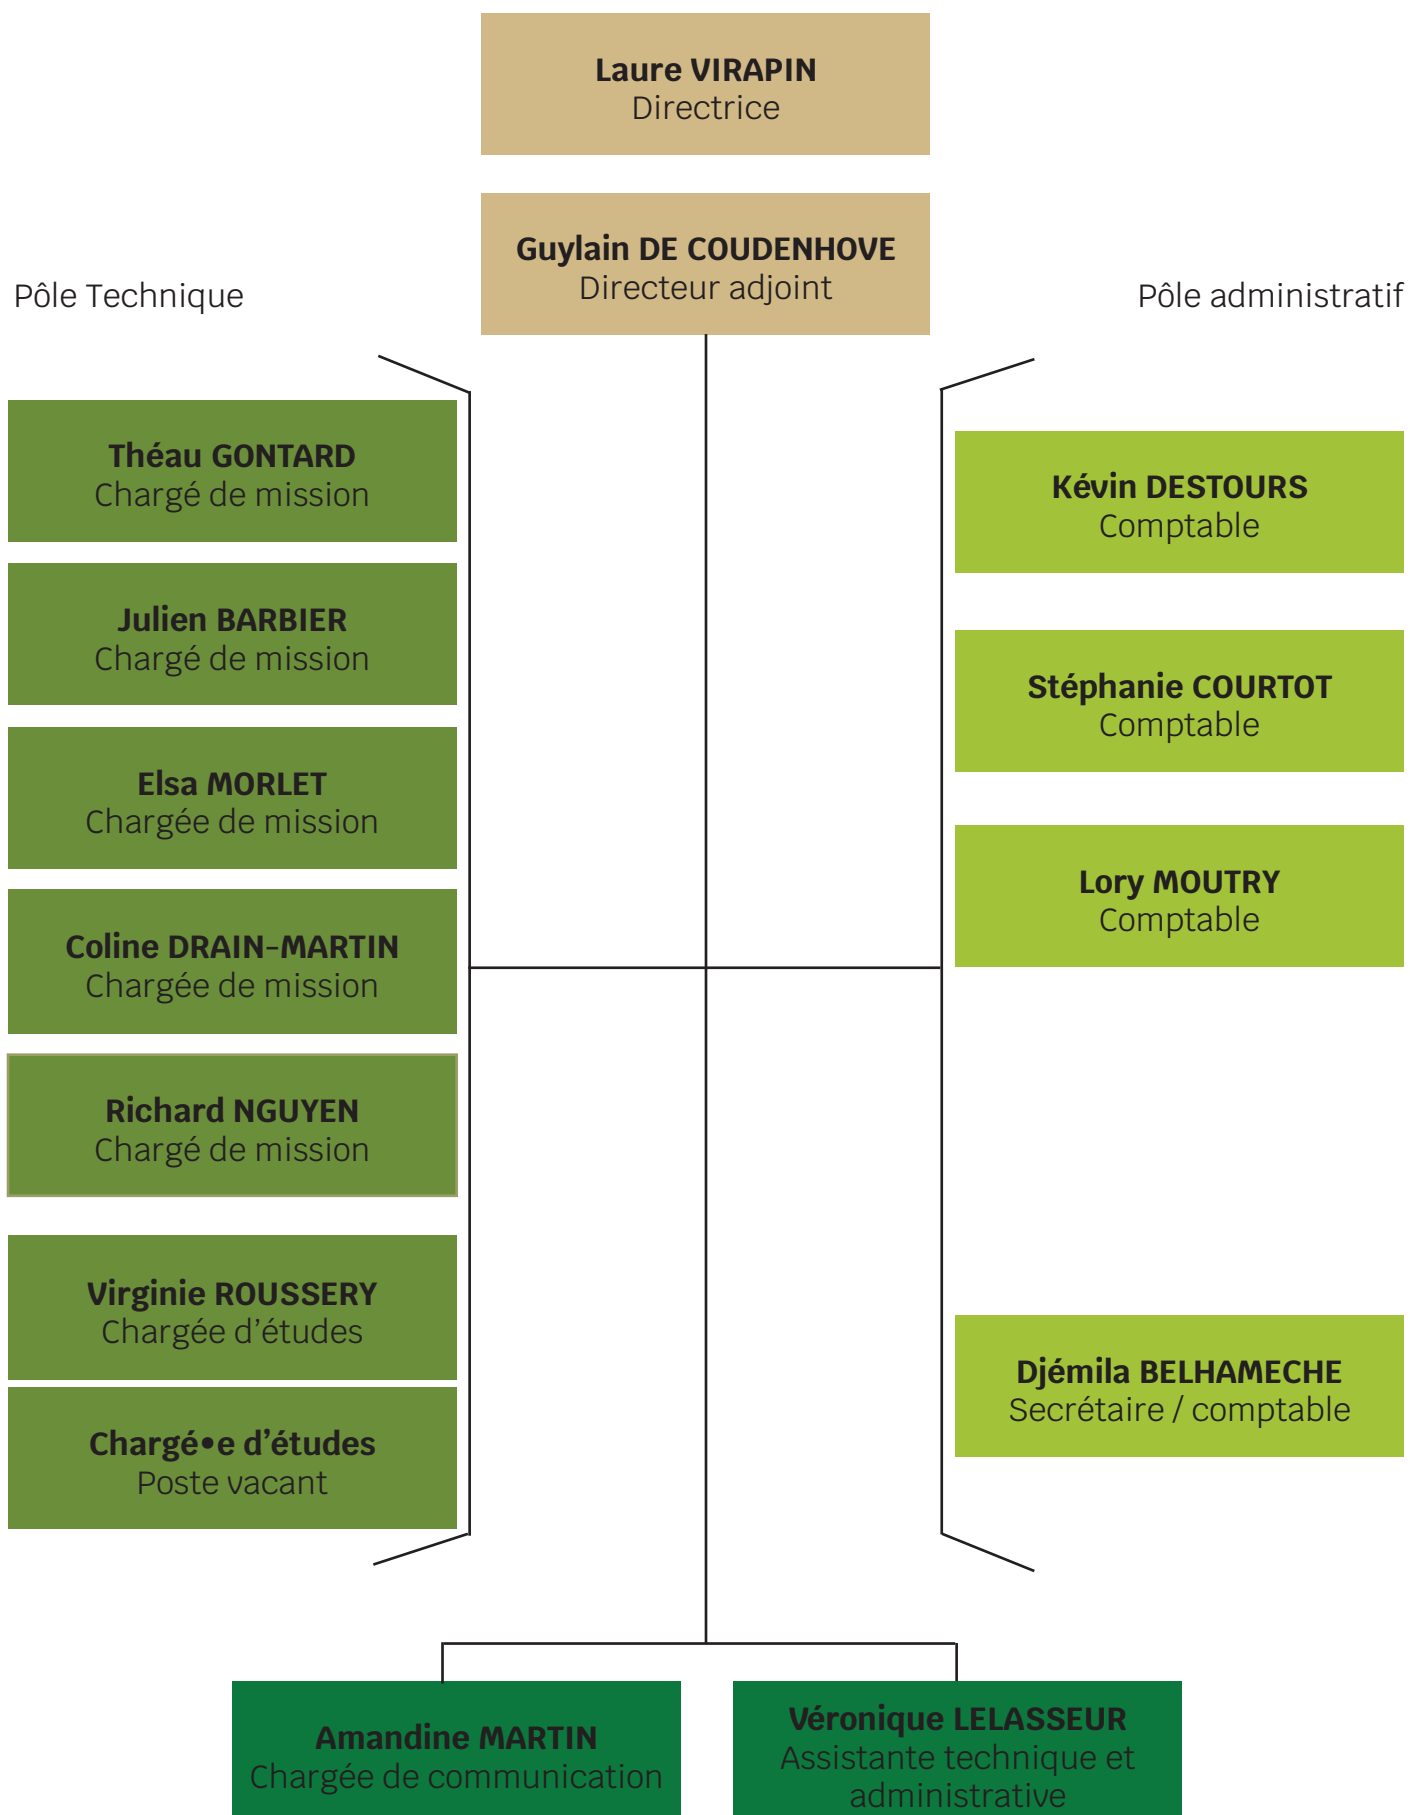 Laure VIRAPIN
Directrice
Guylain DE COUDENHOVE
Directeur adjoint
Pôle Technique
Pôle administratif
Théau GONTARD
Chargé de mission
Julien BARBIER
Chargé de mission
Elsa MORLET
Chargée de mission
Coline DRAIN-MARTIN
Chargée de mission
Richard NGUYEN
Chargé de mission
Virginie ROUSSERY
Chargée d’études
Chargé•e d’études
Poste vacant
Kévin DESTOURS
Comptable
Stéphanie COURTOT
Comptable
Lory MOUTRY
Comptable
Djémila BELHAMECHE
Secrétaire / comptable
Amandine MARTIN
Chargée de communication
Véronique LELASSEUR
Assistante technique et
administrative